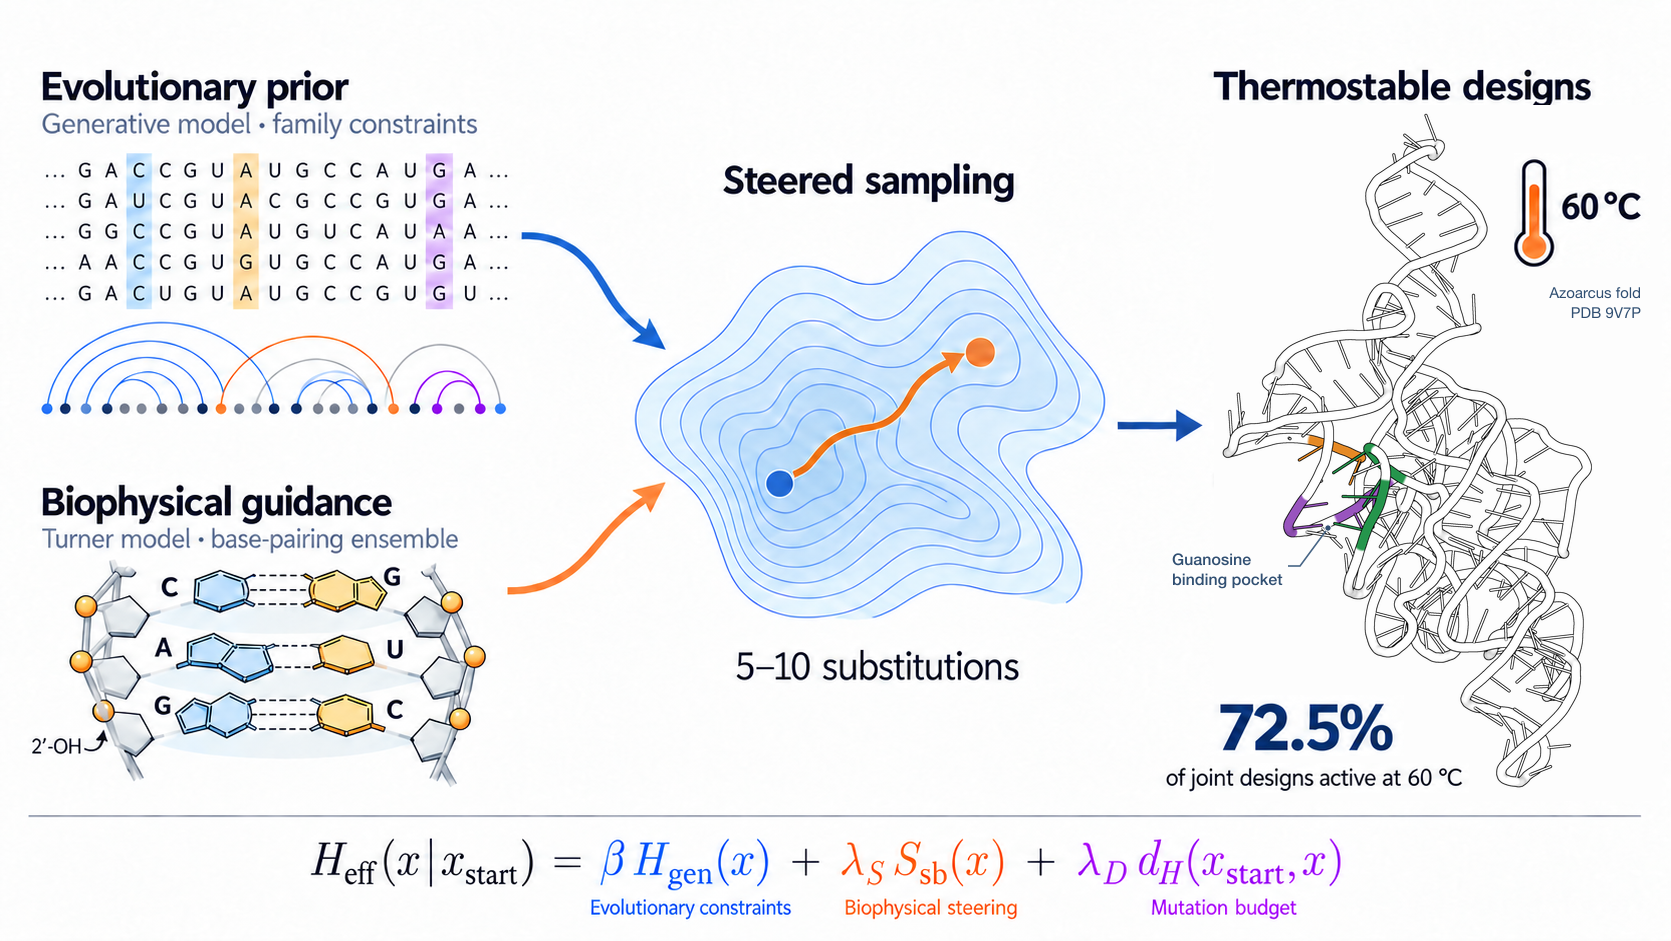 Evolutionary prior
Generative model • family constraints
... G A C C G U A U G C C A U G A ...
... G A U C G U A C G C C G U G A ...
... G G C C G U A U G U C A U A A ...
... A A C C G U G U G C C A U G A ...
... G A C U G U A U G C C G U G U ...
Biophysical guidance
Turner model • base-pairing ensemble
C G
A U
G C
2′-OH
Steered sampling
5–10 substitutions
Thermostable designs
60 °C
Azoarcus fold
PDB 9V7P
Guanosine
binding pocket
72.5%
of joint designs active at 60 °C
H_eff(x | x_start) = β H_gen(x) + λ_S S_sb(x) + λ_D d_H(x_start, x)
Evolutionary constraints
Biophysical steering
Mutation budget